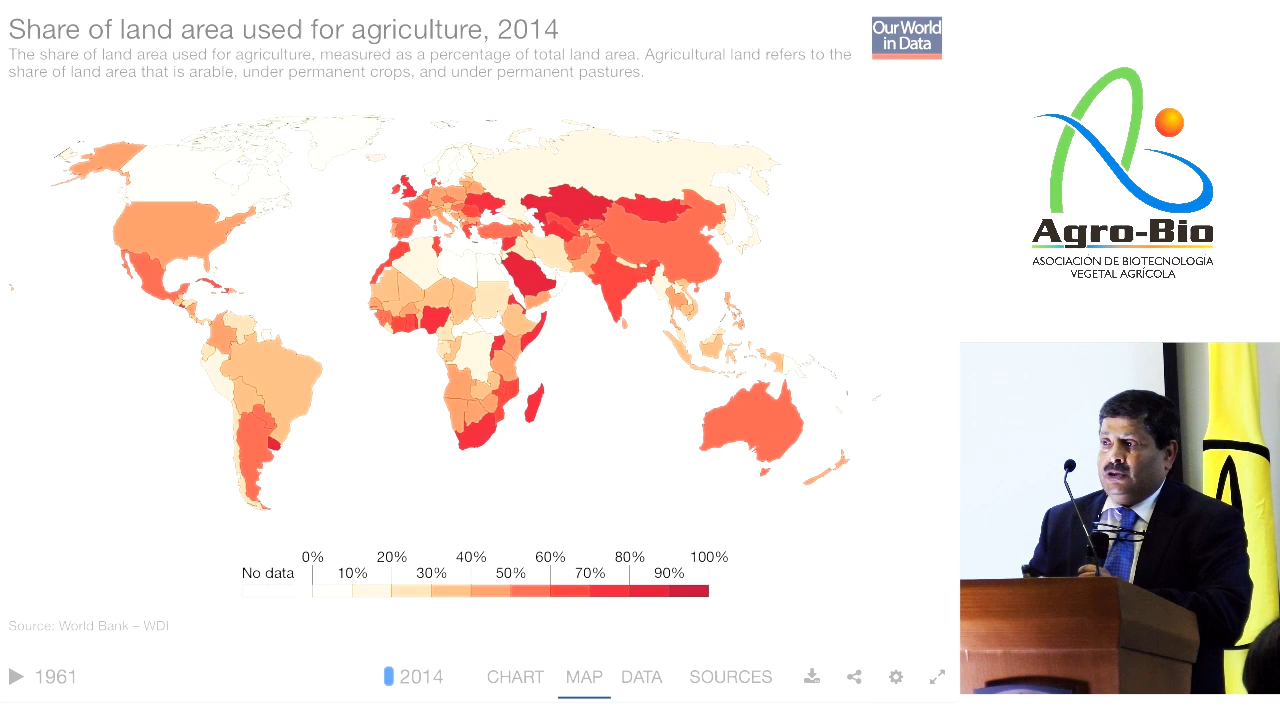 Share of land area used for agriculture, 2014
The share of land area used for agriculture, measured as a percentage of total land area. Agricultural land refers to the
share of land area that is arable, under permanent crops, and under permanent pastures.
Our World
in Data
Agro-Bio
ASOCIACIÓN DE BIOTECNOLOGÍA
VEGETAL AGRÍCOLA
0% 20% 40% 60% 80% 100%
No data 10% 30% 50% 70% 90%
Source: World Bank – WDI
1961 2014 CHART MAP DATA SOURCES